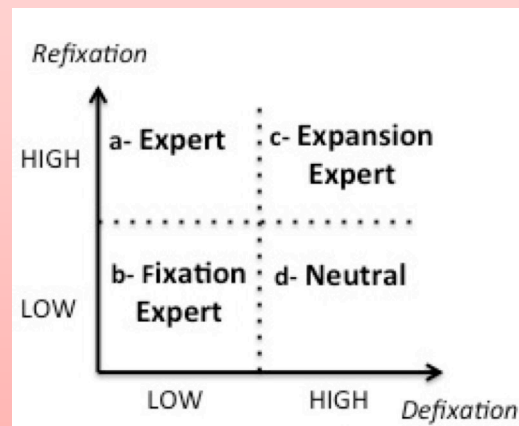 Refixation
HIGH
a- Expert
c- Expansion
Expert
LOW
b- Fixation
Expert
d- Neutral
LOW
HIGH
Defixation